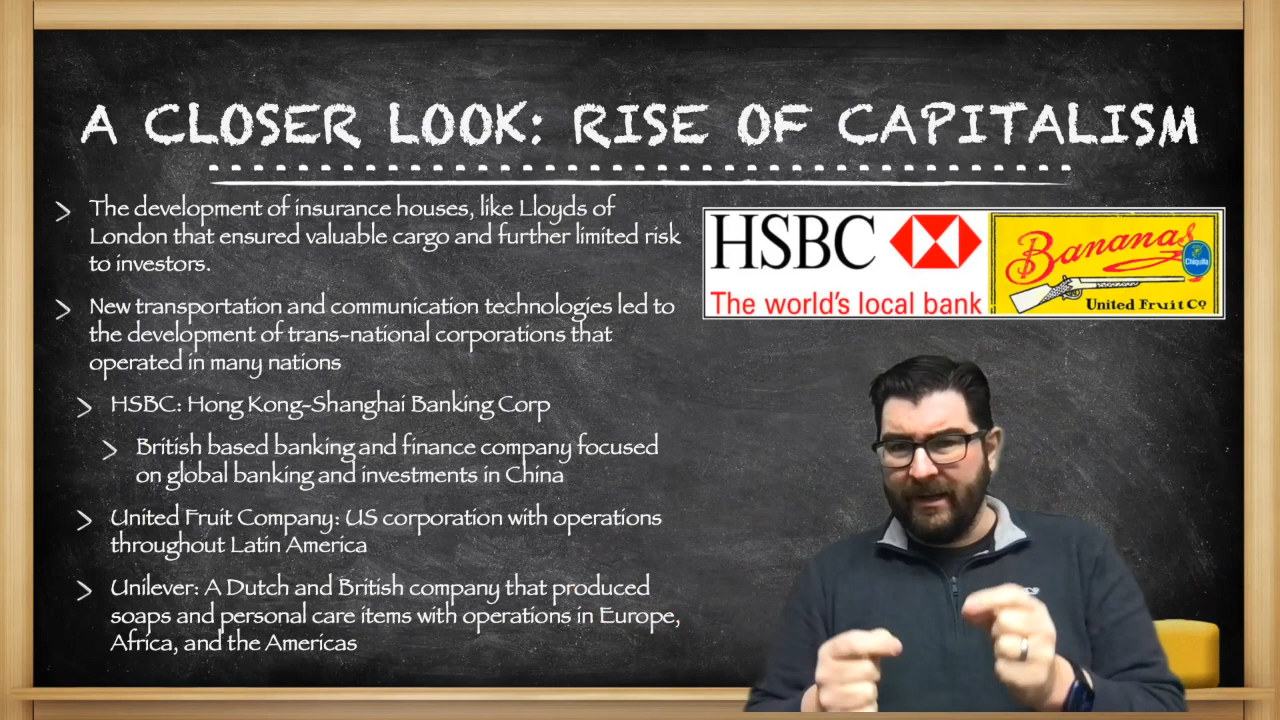 A CLOSER LOOK: RISE OF CAPITALISM
The development of insurance houses, like Lloyds of
London that ensured valuable cargo and further limited risk
to investors.
New transportation and communication technologies led to
the development of trans-national corporations that
operated in many nations
HSBC: Hong Kong-Shanghai Banking Corp
British based banking and finance company focused
on global banking and investments in China
United Fruit Company: US corporation with operations
throughout Latin America
Unilever: A Dutch and British company that produced
soaps and personal care items with operations in Europe,
Africa, and the Americas
HSBC
The world's local bank
Bananas
Chiquita
United Fruit Co